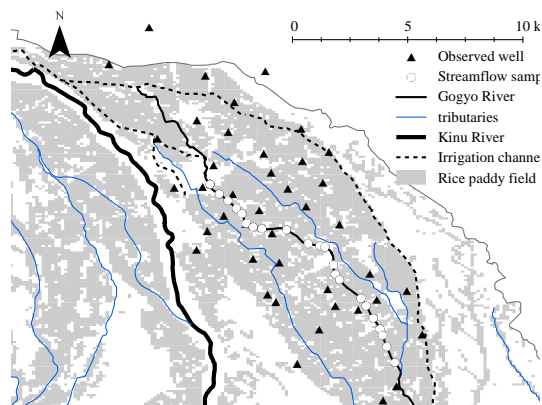 N
0 5 10 k
Observed well
Streamflow samp
Gogyo River
tributaries
Kinu River
Irrigation channe
Rice paddy field